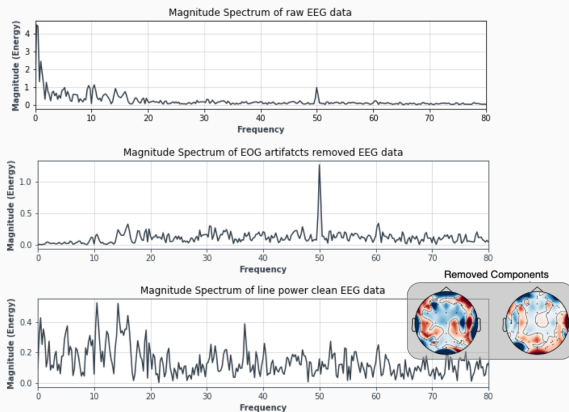 Magnitude Spectrum of raw EEG data
Magnitude (Energy)
4
3
2
1
0
0 10 20 30 40 50 60 70 80
Frequency
Magnitude Spectrum of EOG artifatcts removed EEG data
Magnitude (Energy)
1.0
0.5
0.0
0 10 20 30 40 50 60 70 80
Frequency
Removed Components
Magnitude Spectrum of line power clean EEG data
Magnitude (Energy)
0.4
0.2
0.0
0 10 20 30 40 50 60 70 80
Frequency